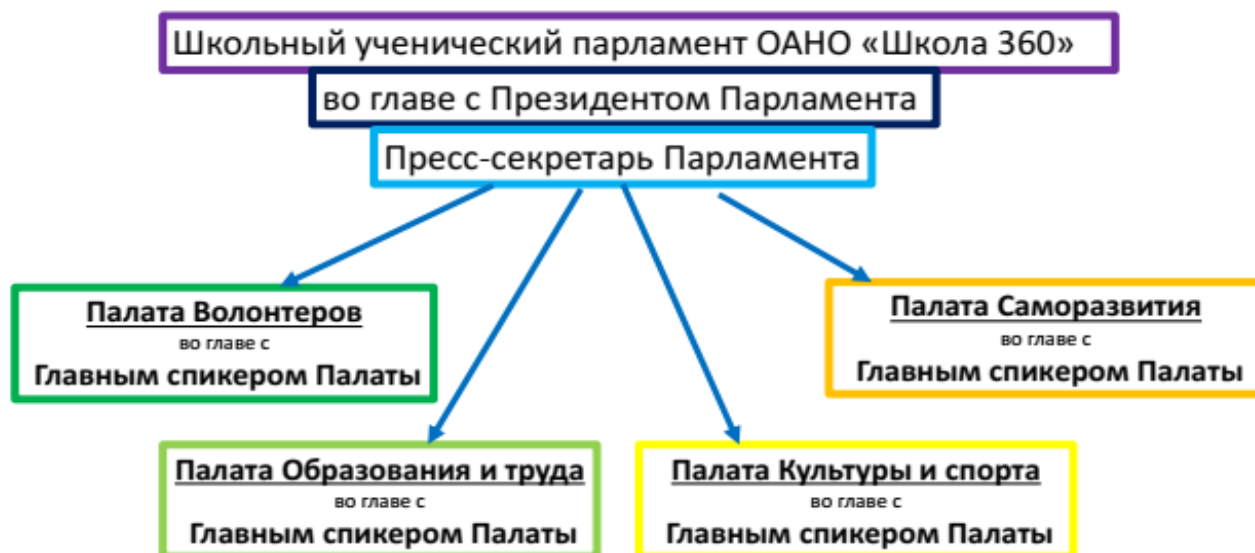 Школьный ученический парламент ОАНО «Школа 360»
во главе с Президентом Парламента
Пресс-секретарь Парламента
Палата Волонтеров
во главе с
Главным спикером Палаты
Палата Саморазвития
во главе с
Главным спикером Палаты
Палата Образования и труда
во главе с
Главным спикером Палаты
Палата Культуры и спорта
во главе с
Главным спикером Палаты